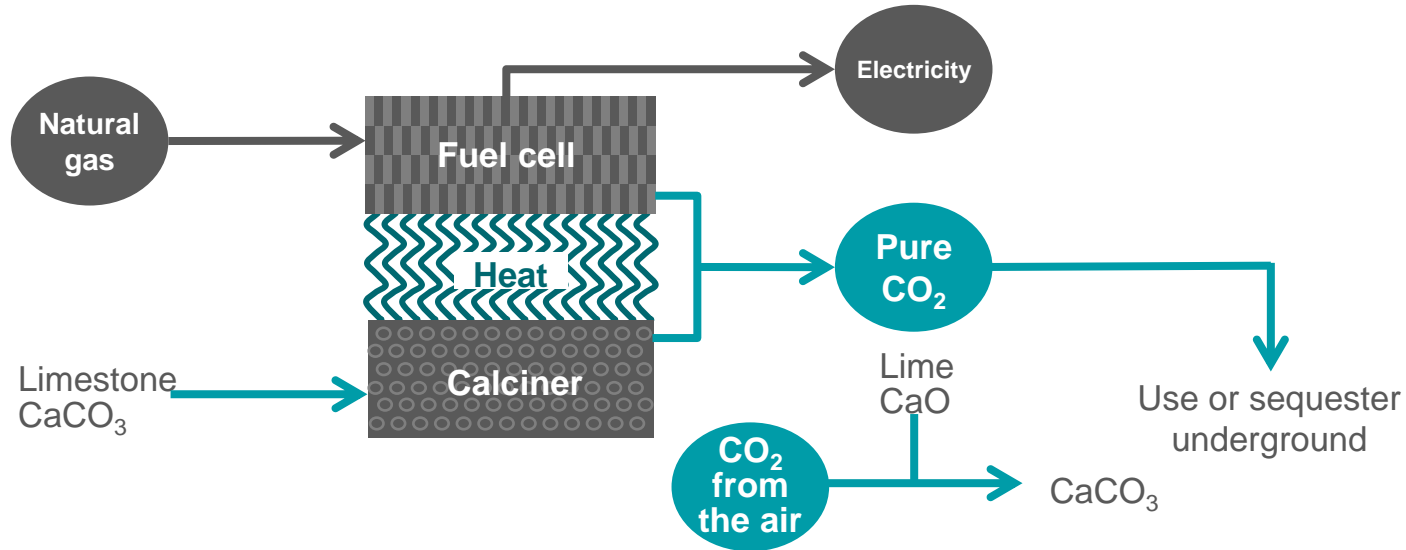 Electricity
Natural
gas
Fuel cell
Heat
Pure
CO₂
Limestone
CaCO₃
Calciner
Lime
CaO
Use or sequester
underground
CO₂
from
the air
CaCO₃